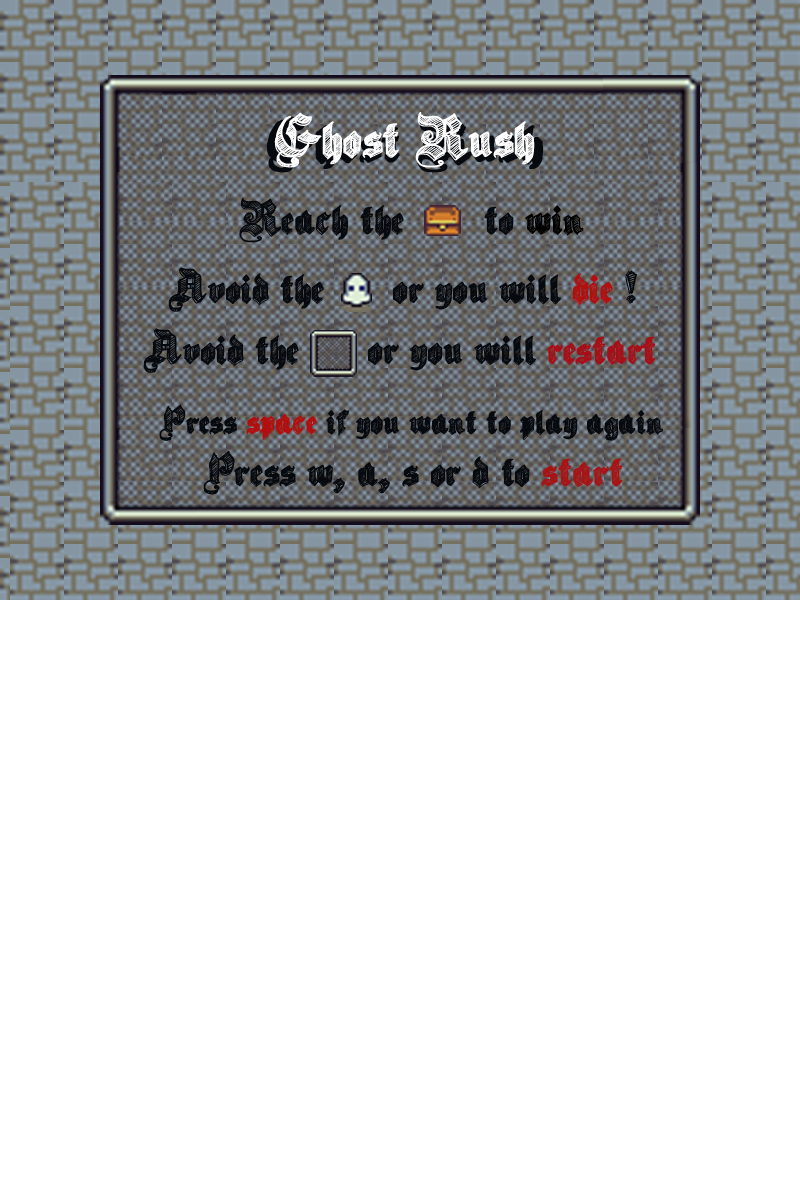 Ghost Rush
Reach the to win
Avoid the or you will die !
Avoid the or you will restart
Press space if you want to play again
Press w, a, s or d to start